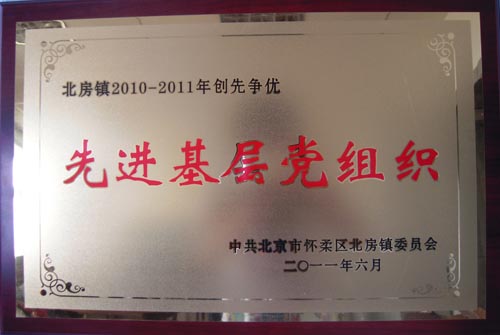 北房镇2010-2011年创先争优
先进基层党组织
中共北京市怀柔区北房镇委员会
二〇一一年六月